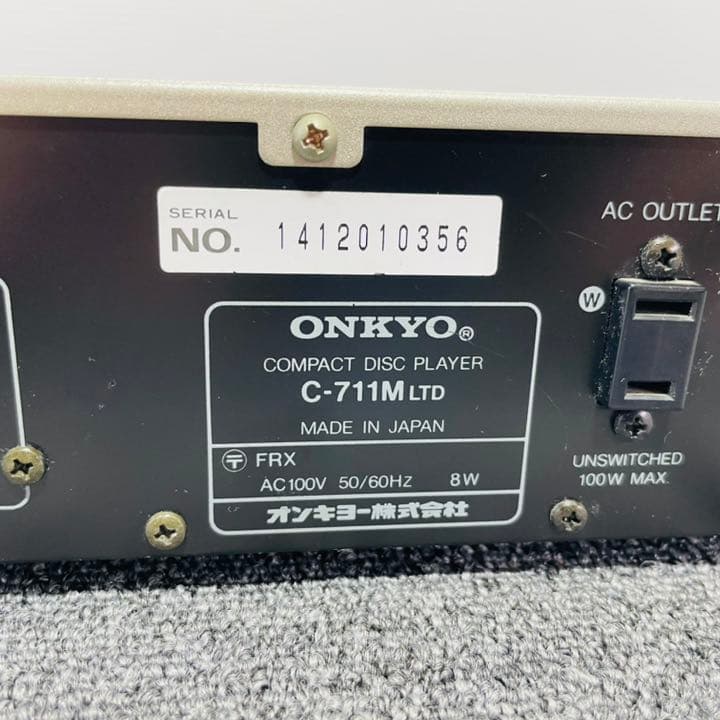 SERIAL
NO. 1412010356
AC OUTLET
W
ONKYO®
COMPACT DISC PLAYER
C-711M LTD
MADE IN JAPAN
〒 FRX
AC100V 50/60Hz 8W
オンキヨー株式会社
UNSWITCHED
100W MAX.